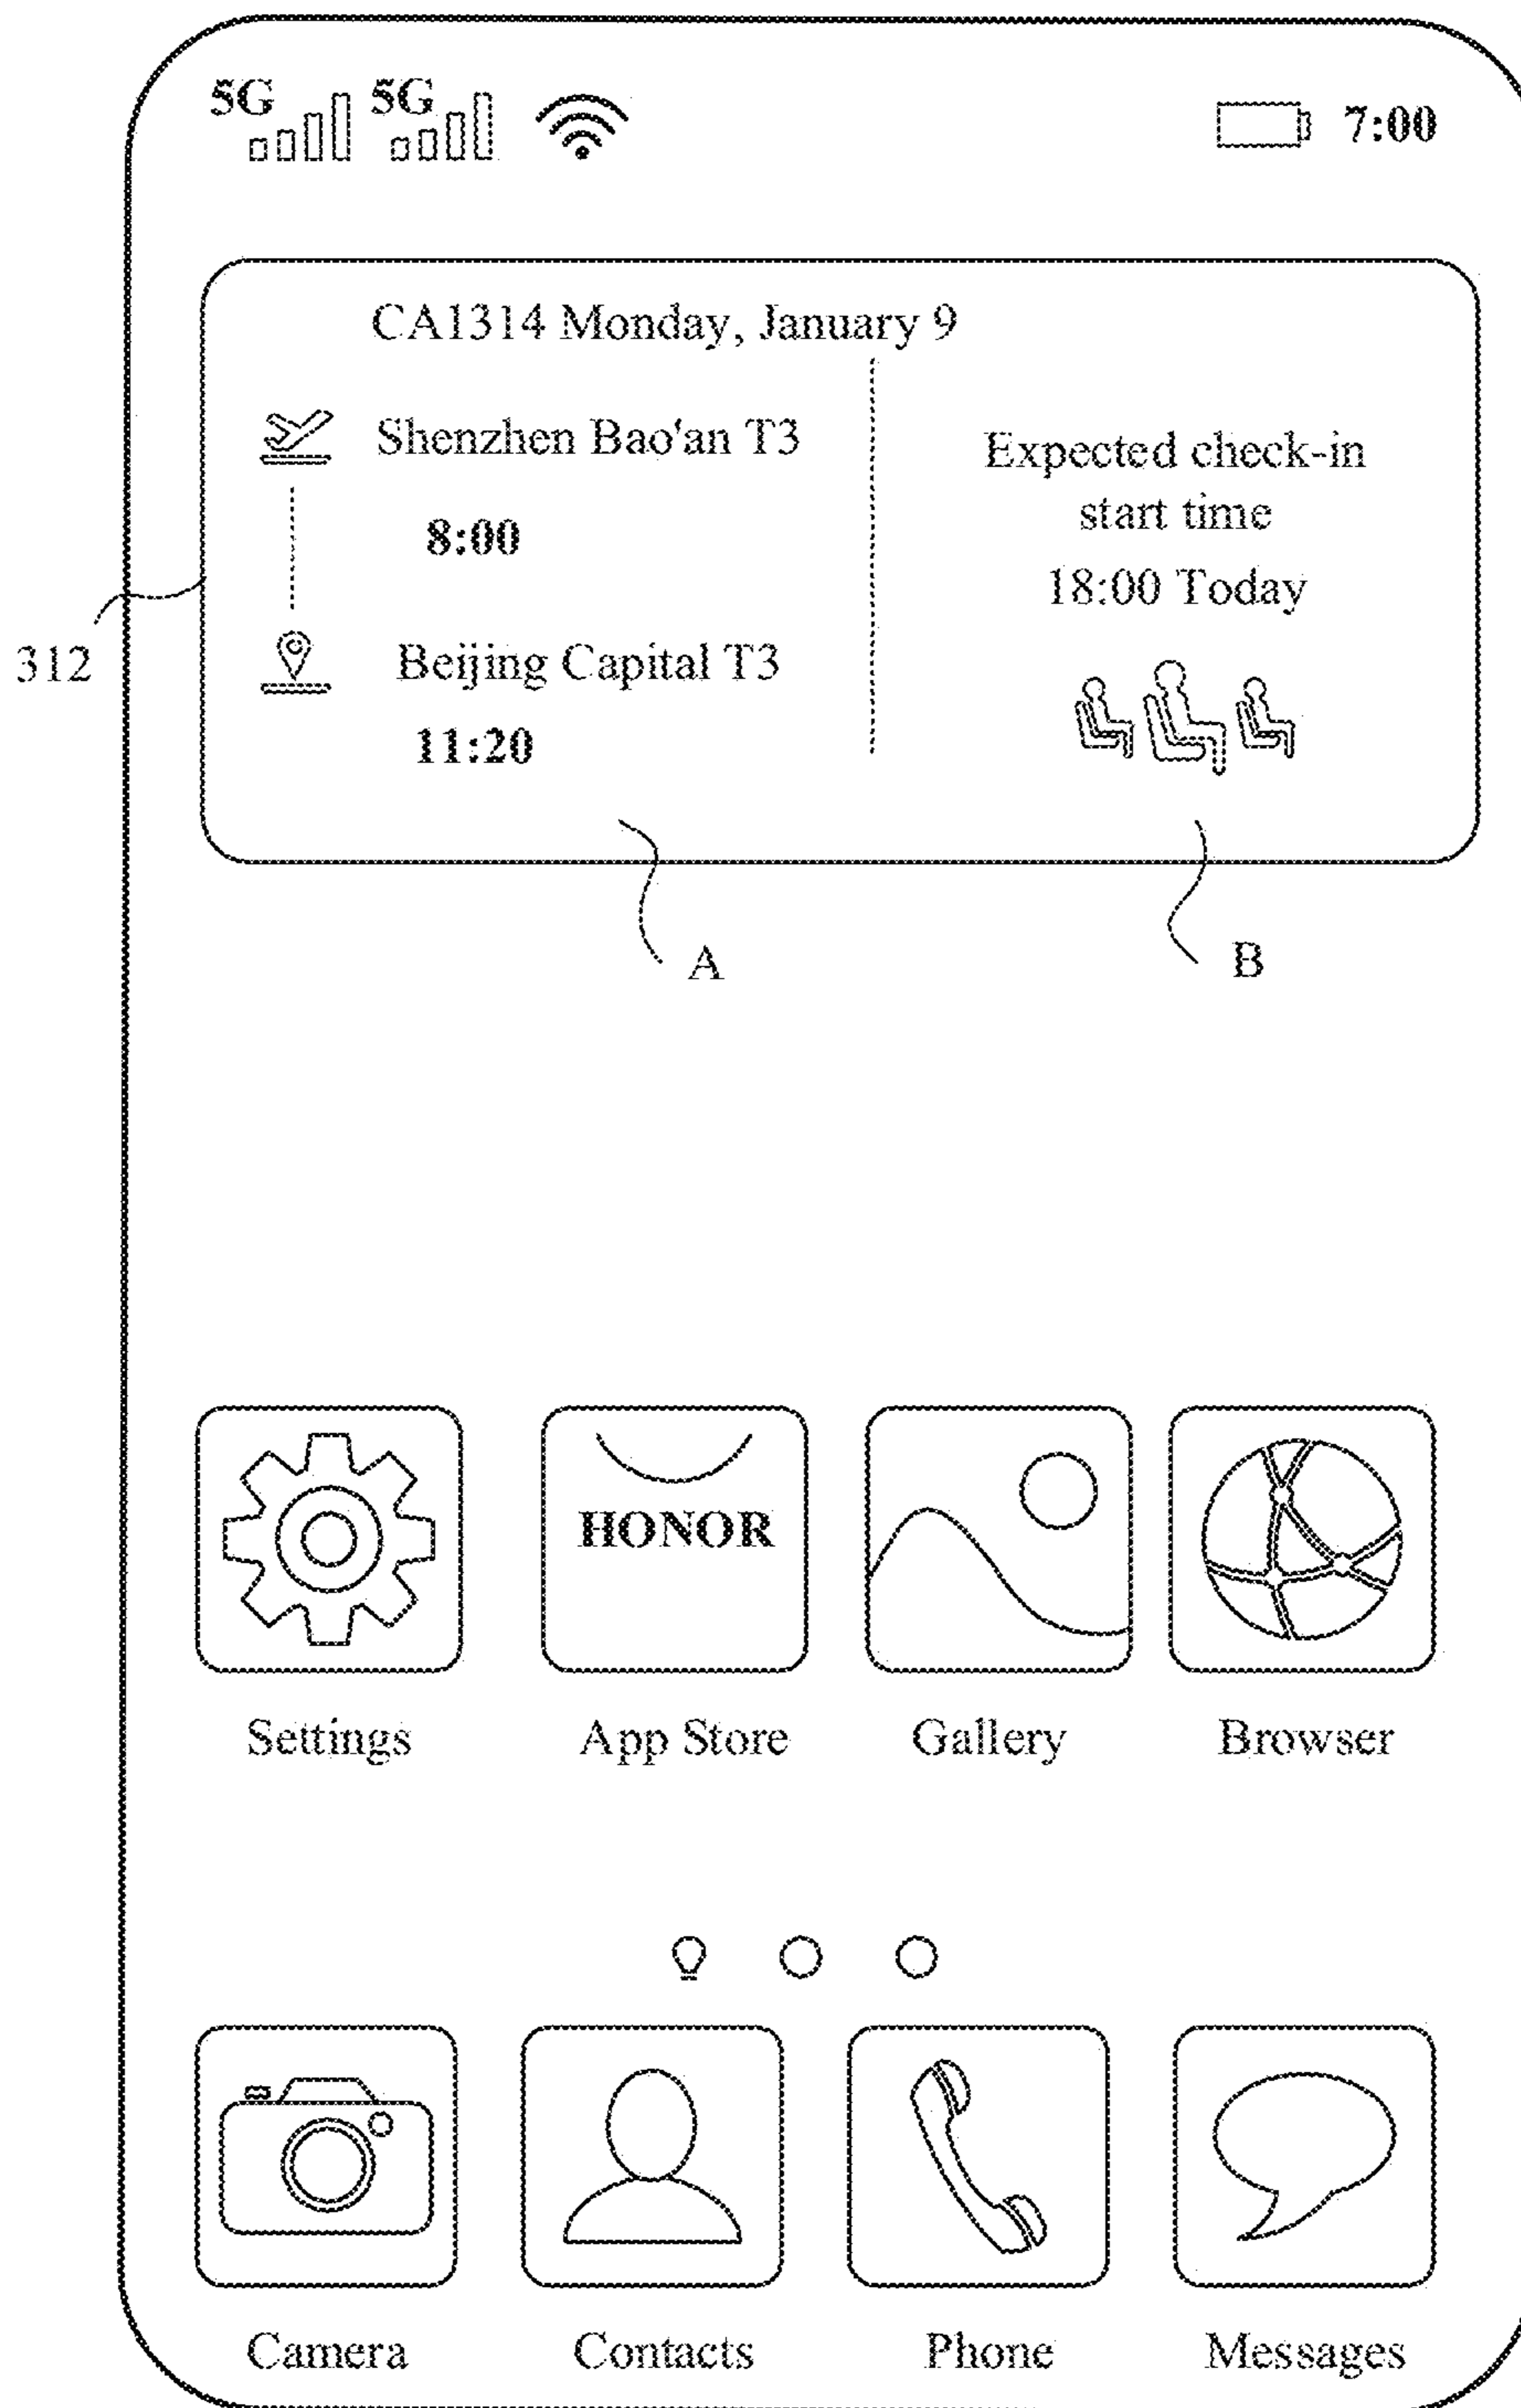 5G 5G 7:00
CA1314 Monday, January 9
Shenzhen Bao'an T3
8:00
Beijing Capital T3
11:20
Expected check-in
start time
18:00 Today
312
A B
HONOR
Settings App Store Gallery Browser
Camera Contacts Phone Messages